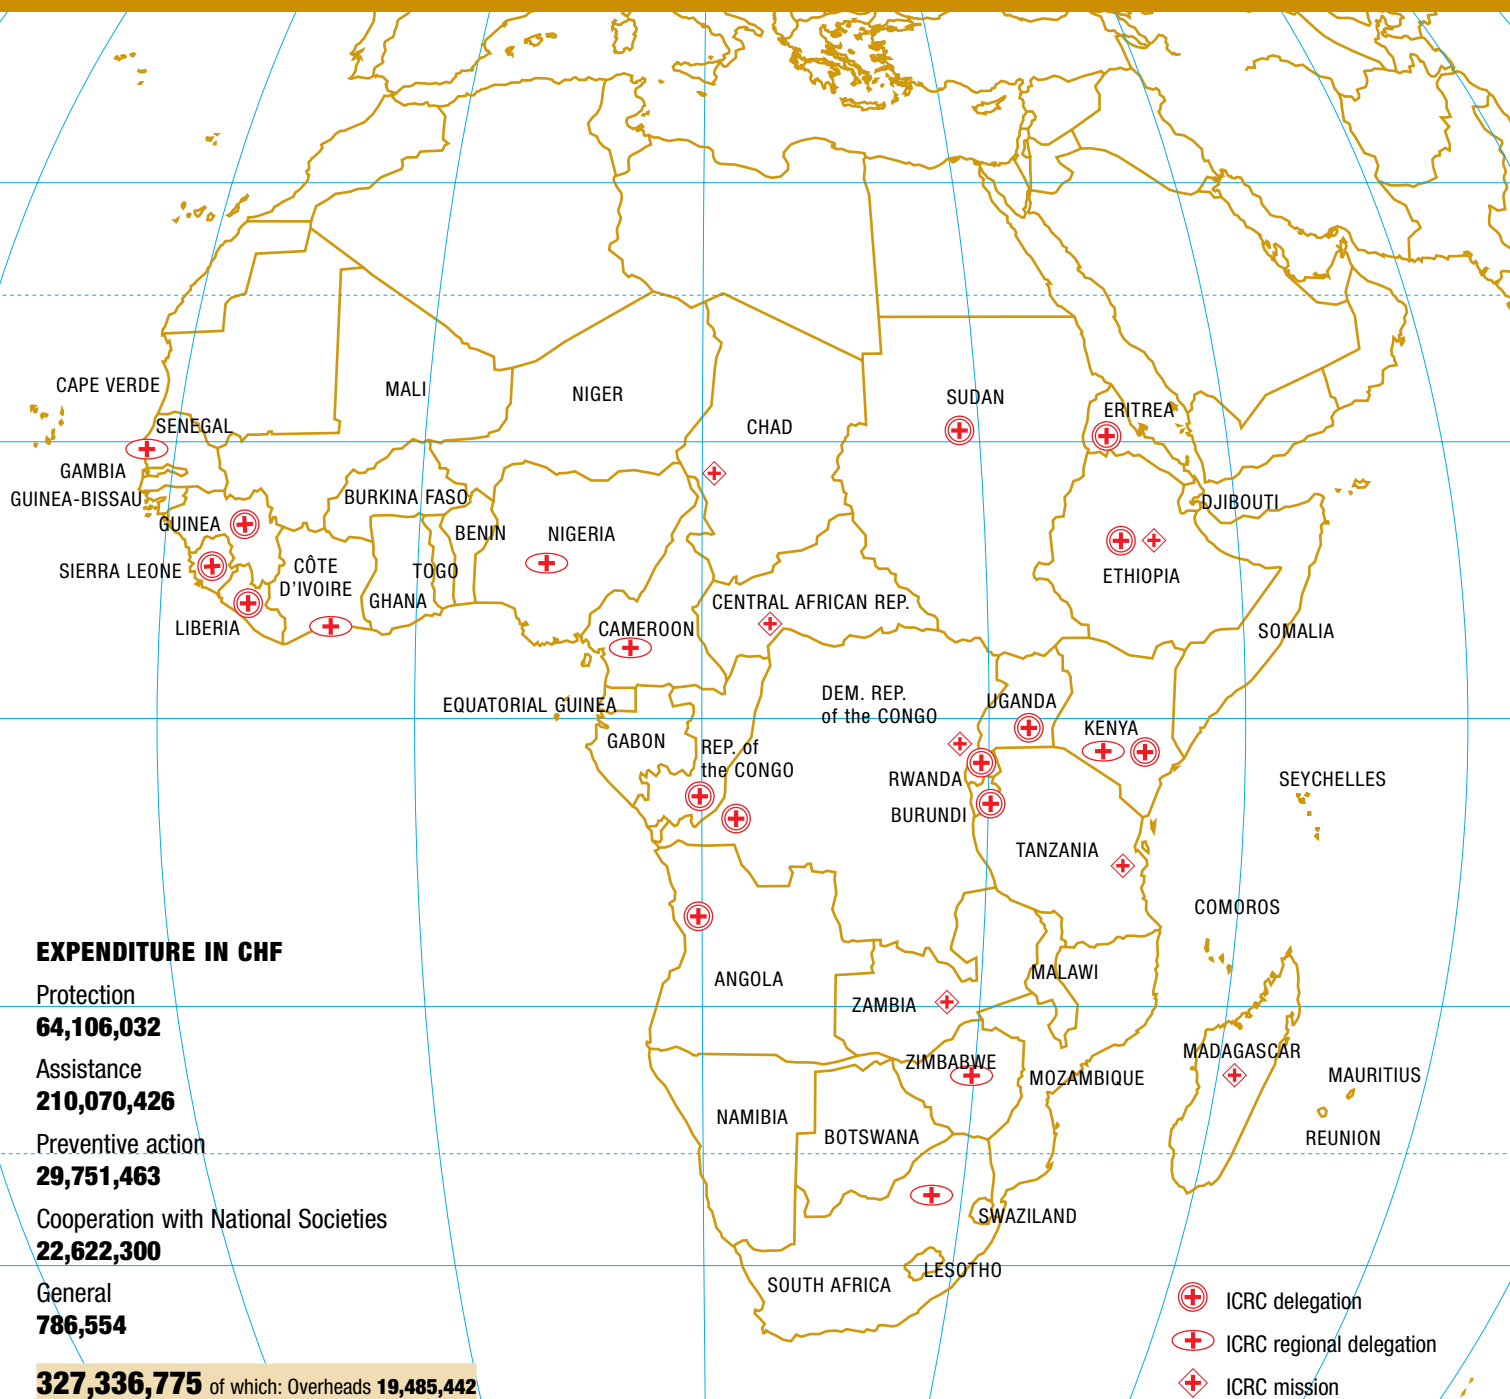 CAPE VERDE
SENEGAL
GAMBIA
GUINEA-BISSAU
GUINEA
SIERRA LEONE
LIBERIA
CÔTE
D'IVOIRE
MALI
BURKINA FASO
GHANA
TOGO
BENIN
NIGER
NIGERIA
CHAD
CAMEROON
CENTRAL AFRICAN REP.
EQUATORIAL GUINEA
GABON
REP. of
the CONGO
DEM. REP.
of the CONGO
SUDAN
ERITREA
DJIBOUTI
ETHIOPIA
SOMALIA
UGANDA
KENYA
RWANDA
BURUNDI
TANZANIA
SEYCHELLES
COMOROS
ANGOLA
ZAMBIA
MALAWI
ZIMBABWE
MOZAMBIQUE
MADAGASCAR
MAURITIUS
REUNION
NAMIBIA
BOTSWANA
SWAZILAND
LESOTHO
SOUTH AFRICA
EXPENDITURE IN CHF
Protection
64,106,032
Assistance
210,070,426
Preventive action
29,751,463
Cooperation with National Societies
22,622,300
General
786,554
327,336,775 of which: Overheads 19,485,442
ICRC delegation
ICRC regional delegation
ICRC mission